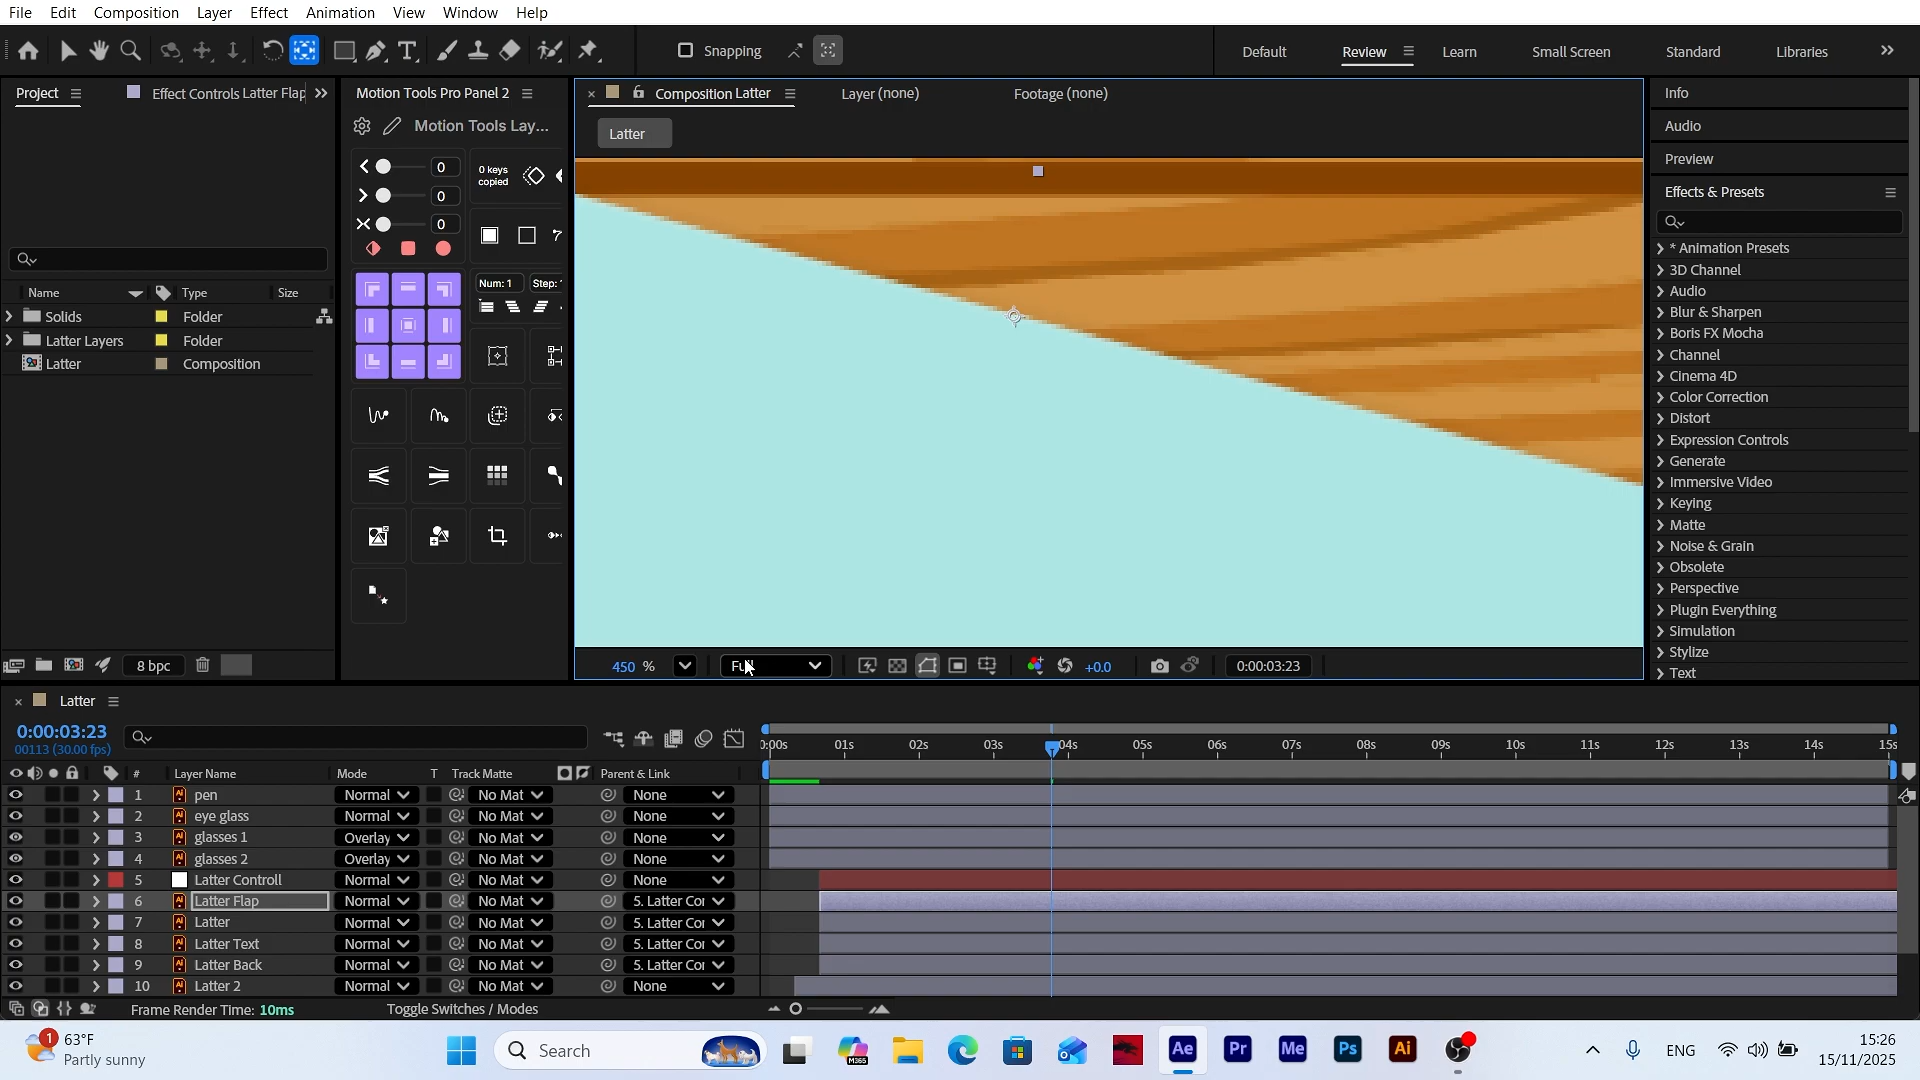 File Edit Composition Layer Effect Animation View Window Help
Snapping
Default Review Learn Small Screen Standard Libraries
Project
Effect Controls Latter Flap
Motion Tools Pro Panel 2
Composition Latter
Layer (none)
Footage (none)
Info
Motion Tools Lay...
Latter
Audio
Preview
Effects & Presets
0
0
0
0 keys
copied
Num: 1
Step:
Name Type Size
Solids Folder
Latter Layers Folder
Latter Composition
* Animation Presets
3D Channel
Audio
Blur & Sharpen
Boris FX Mocha
Channel
Cinema 4D
Color Correction
Distort
Expression Controls
Generate
Immersive Video
Keying
Matte
Noise & Grain
Obsolete
Perspective
Plugin Everything
Simulation
Stylize
Text
8 bpc
450 %
Full
+0.0
0:00:03:23
Latter
0:00:03:23
00113 (30.00 fps)
0:00s 01s 02s 03s 04s 05s 06s 07s 08s 09s 10s 11s 12s 13s 14s 15s
# Layer Name Mode T Track Matte Parent & Link
1 pen Normal No Mat None
2 eye glass Normal No Mat None
3 glasses 1 Overlay No Mat None
4 glasses 2 Overlay No Mat None
5 Latter Controll Normal No Mat None
6 Latter Flap Normal No Mat 5. Latter Cor
7 Latter Normal No Mat 5. Latter Cor
8 Latter Text Normal No Mat 5. Latter Cor
9 Latter Back Normal No Mat 5. Latter Cor
10 Latter 2 Normal No Mat None
Frame Render Time: 10ms
Toggle Switches / Modes
1
63°F
Partly sunny
Search
M365
Ae Pr Me Ps Ai
ENG
15:26
15/11/2025